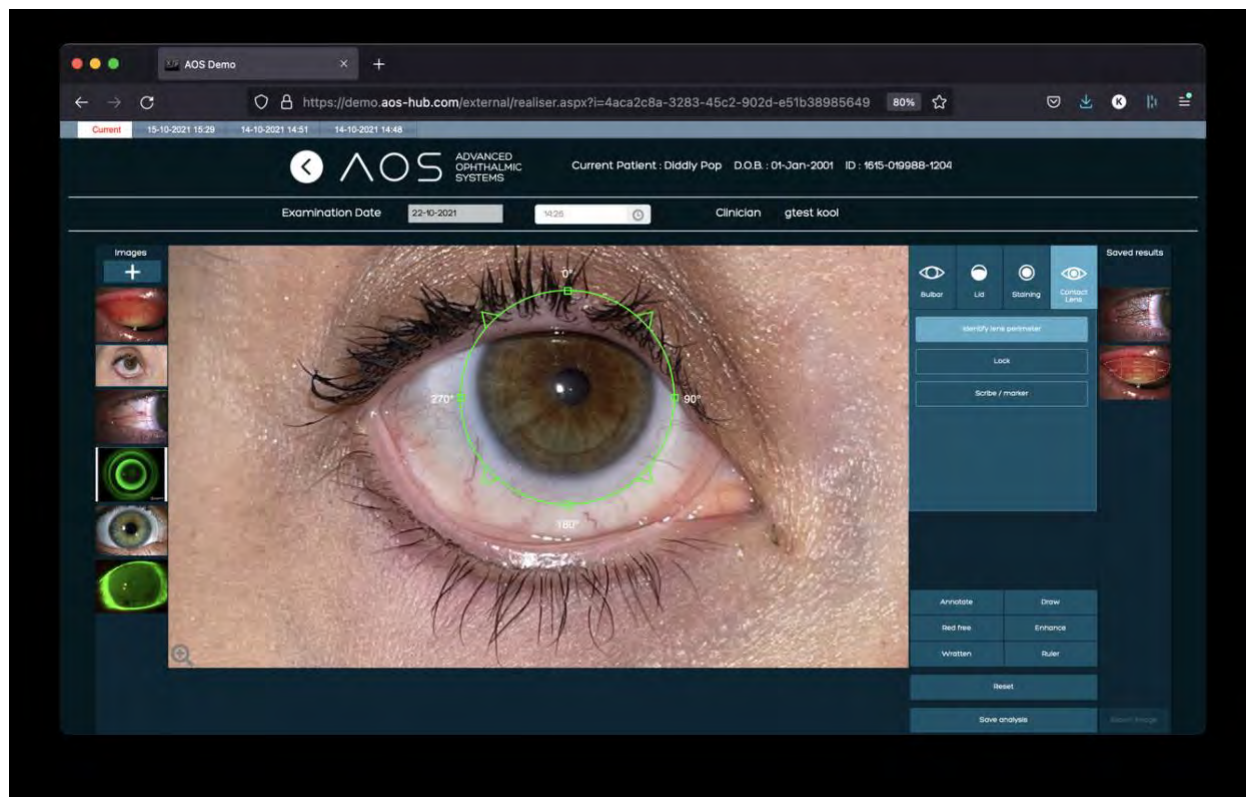 AOS Demo
https://demo.aos-hub.com/external/realiser.aspx?i=4aca2c8a-3283-45c2-902d-e51b38985649 80%
K
Current 15-10-2021 15:29 14-10-2021 14:51 14-10-2021 14:48
AOS ADVANCED OPHTHALMIC SYSTEMS
Current Patient : Diddly Pop D.O.B. : 01-Jan-2001 ID : 1615-019988-1204
Examination Date 22-10-2021 14:26 Clinician gtest kool
Images
Saved results
0°
270° 90°
180°
Bulbar Lid Staining Contact Lens
Identify lens perimeter
Lock
Scribe / marker
Annotate Draw
Red free Enhance
Wratten Ruler
Reset
Save analysis